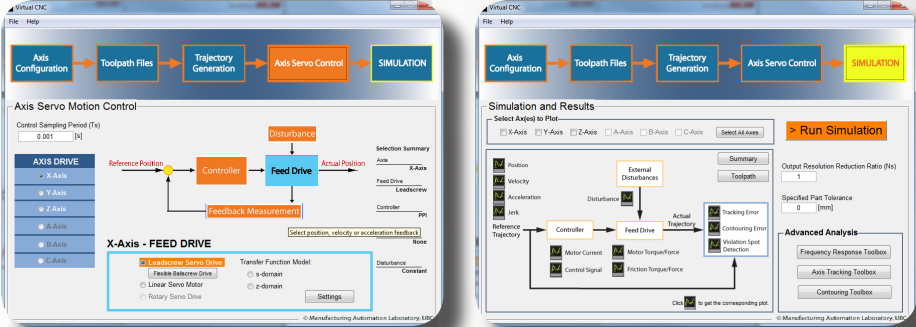 Virtual CNC
File Help
Axis
Configuration
Toolpath Files
Trajectory
Generation
Axis Servo Control
SIMULATION
Axis Servo Motion Control
Control Sampling Period (Ts)
0.001 [s]
AXIS DRIVE
X-Axis
Y-Axis
Z-Axis
A-Axis
B-Axis
C-Axis
Disturbance
Reference Position
Controller
Feed Drive
Actual Position
Feedback Measurement
Select position, velocity or acceleration feedback
Selection Summary
Axis
X-Axis
Feed Drive
Leadscrew
Controller
PPI
None
Disturbance
Constant
X-Axis - FEED DRIVE
Leadscrew Servo Drive
Flexible Ballscrew Drive
Linear Servo Motor
Rotary Servo Drive
Transfer Function Model:
s-domain
z-domain
Settings
© Manufacturing Automation Laboratory, UBC
Virtual CNC
File Help
Axis
Configuration
Toolpath Files
Trajectory
Generation
Axis Servo Control
SIMULATION
Simulation and Results
Select Ax(es) to Plot
X-Axis Y-Axis Z-Axis A-Axis B-Axis C-Axis Select All Axes
> Run Simulation
Position
Velocity
Acceleration
Jerk
External
Disturbances
Disturbance
Summary
Toolpath
Reference
Trajectory
Controller
Feed Drive
Actual
Trajectory
Tracking Error
Contouring Error
Violation Spot
Detection
Motor Current
Control Signal
Motor Torque/Force
Friction Torque/Force
Click to get the corresponding plot.
Output Resolution Reduction Ratio (Ns)
1
Specified Part Tolerance
0 [mm]
Advanced Analysis
Frequency Response Toolbox
Axis Tracking Toolbox
Contouring Toolbox
© Manufacturing Automation Laboratory, UBC